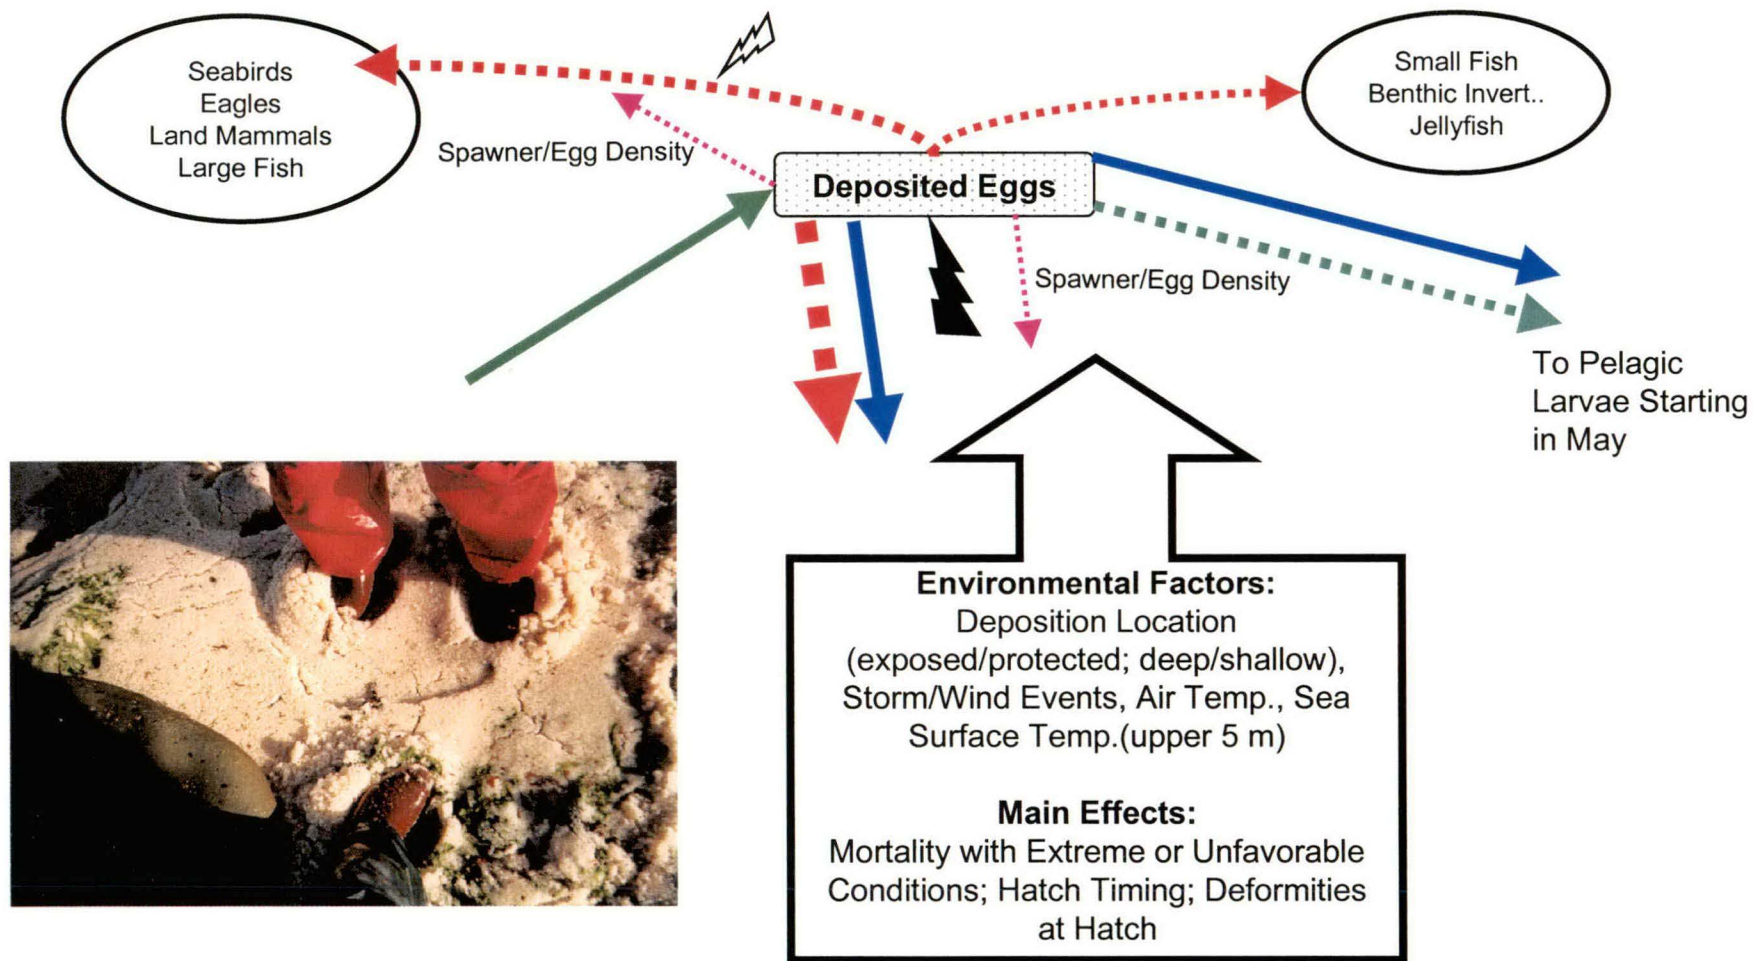 Seabirds
Eagles
Land Mammals
Large Fish
Small Fish
Benthic Invert..
Jellyfish
Spawner/Egg Density
Deposited Eggs
Spawner/Egg Density
To Pelagic
Larvae Starting
in May
Environmental Factors:
Deposition Location
(exposed/protected; deep/shallow),
Storm/Wind Events, Air Temp., Sea
Surface Temp.(upper 5 m)
Main Effects:
Mortality with Extreme or Unfavorable
Conditions; Hatch Timing; Deformities
at Hatch